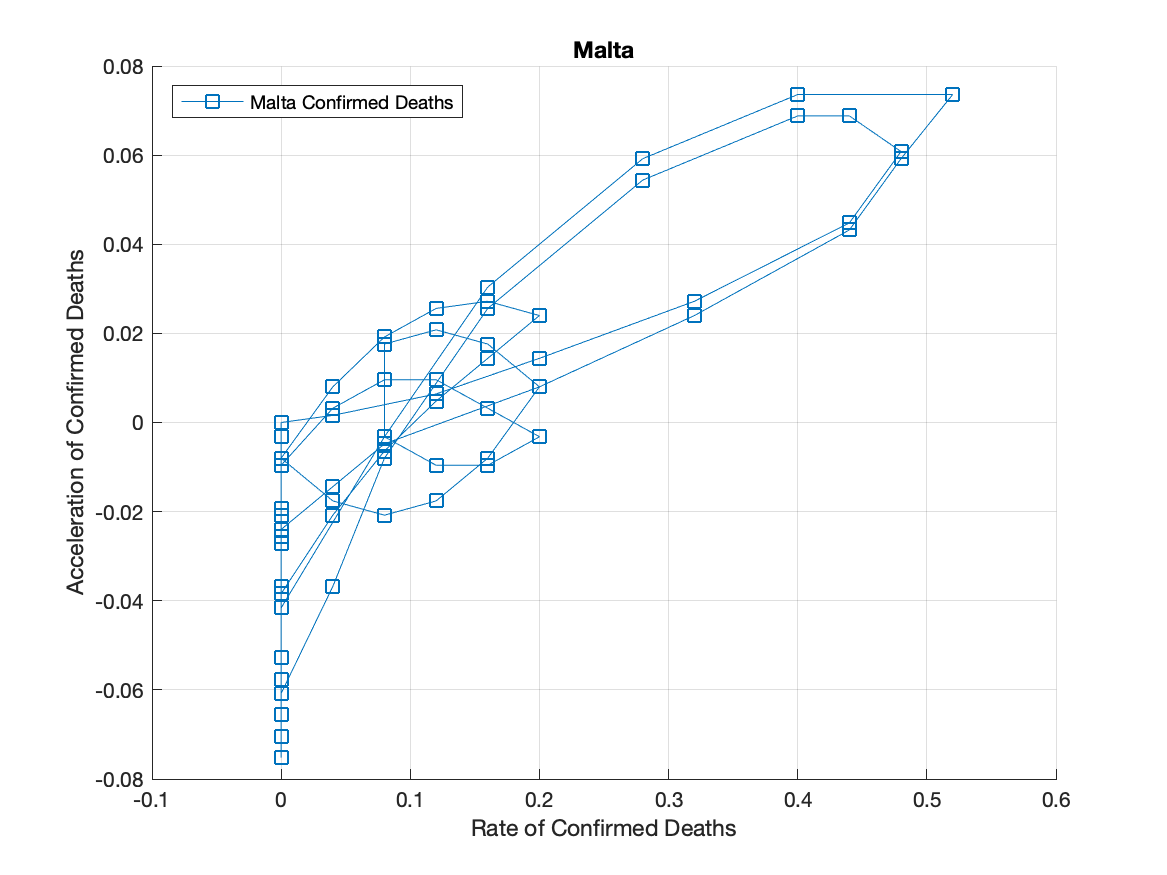 Malta
Malta Confirmed Deaths
Acceleration of Confirmed Deaths
0.08
0.06
0.04
0.02
0
-0.02
-0.04
-0.06
-0.08
-0.1 0 0.1 0.2 0.3 0.4 0.5 0.6
Rate of Confirmed Deaths